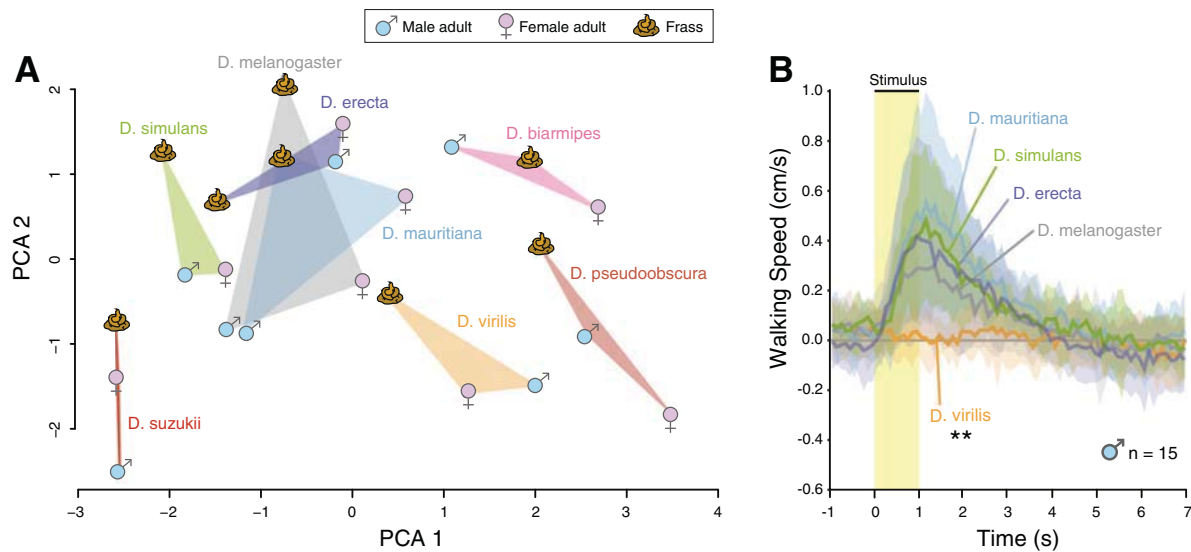 Male adult Female adult Frass
A
D. melanogaster
D. erecta
D. simulans
D. biarmipes
D. mauritiana
D. pseudoobscura
D. virilis
D. suzukii
PCA 2
2
1
0
−1
−2
−3 −2 −1 0 1 2 3 4
PCA 1
B
Stimulus
D. mauritiana
D. simulans
D. erecta
D. melanogaster
D. virilis
**
n = 15
Walking Speed (cm/s)
1.0
0.8
0.6
0.4
0.2
0.0
-0.2
-0.4
-0.6
-1 0 1 2 3 4 5 6 7
Time (s)